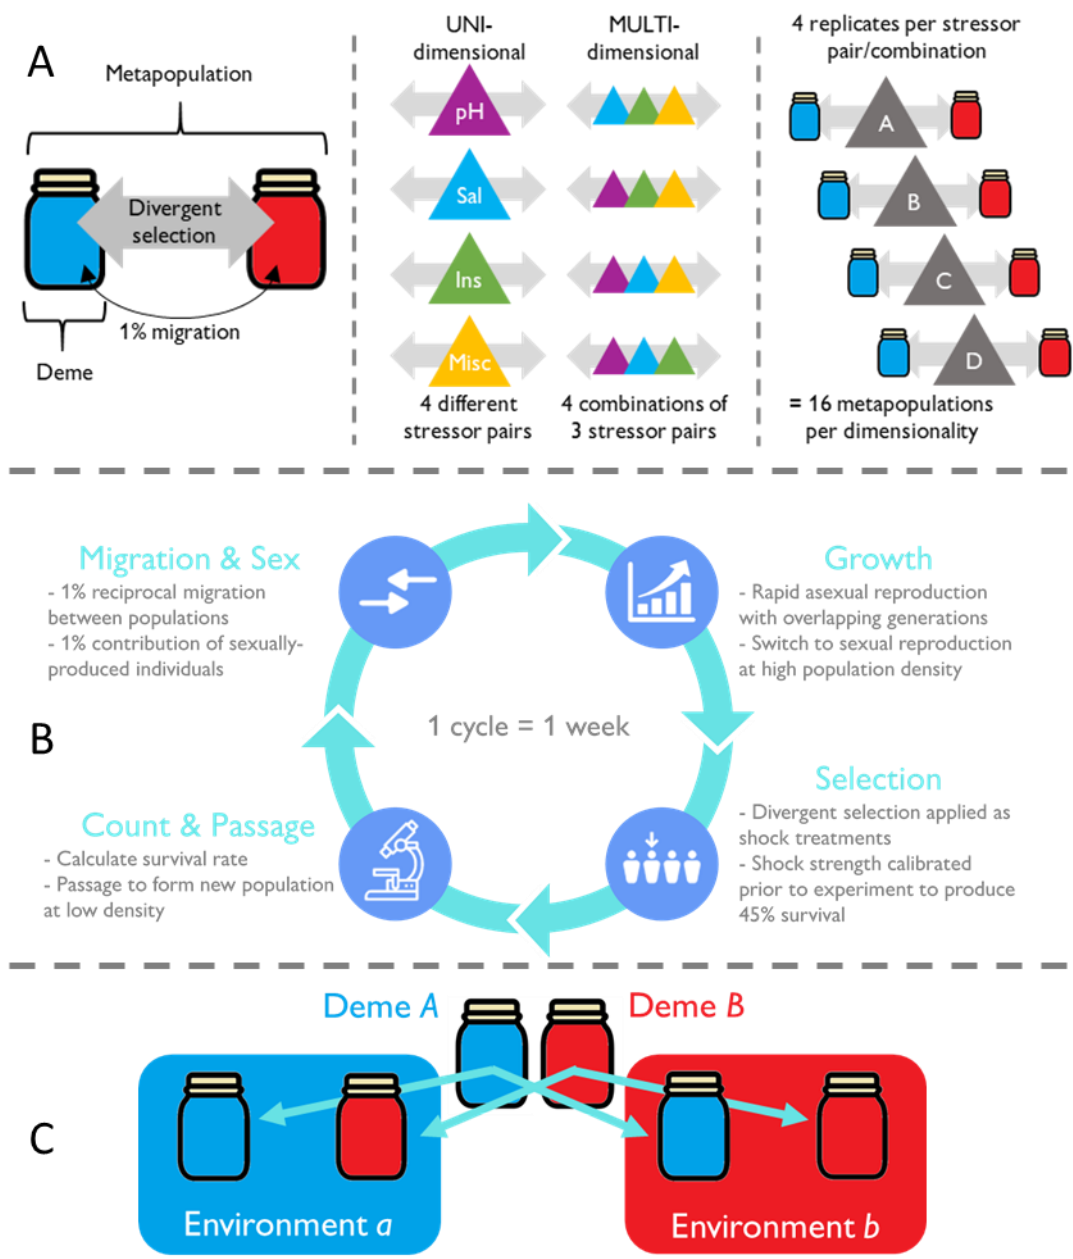 A
Metapopulation
Divergent
selection
1% migration
Deme
UNI-
dimensional
pH
Sal
Ins
Misc
4 different
stressor pairs
MULTI-
dimensional
4 combinations of
3 stressor pairs
4 replicates per stressor
pair/combination
A
B
C
D
= 16 metapopulations
per dimensionality
B
Migration & Sex
- 1% reciprocal migration
between populations
- 1% contribution of sexually-
produced individuals
Growth
- Rapid asexual reproduction
with overlapping generations
- Switch to sexual reproduction
at high population density
1 cycle = 1 week
Count & Passage
- Calculate survival rate
- Passage to form new population
at low density
Selection
- Divergent selection applied as
shock treatments
- Shock strength calibrated
prior to experiment to produce
45% survival
C
Deme A
Deme B
Environment a
Environment b